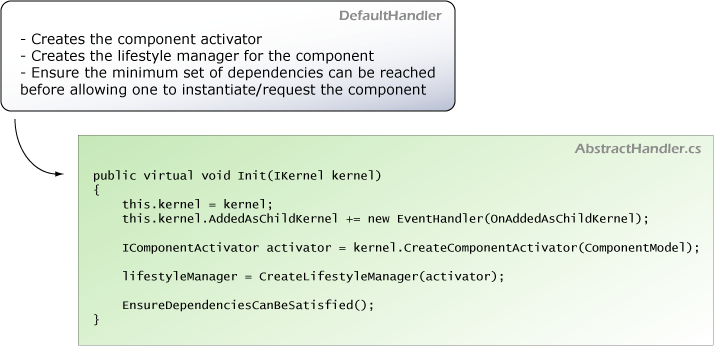 DefaultHandler
- Creates the component activator
- Creates the lifestyle manager for the component
- Ensure the minimum set of dependencies can be reached
before allowing one to instantiate/request the component
AbstractHandler.cs
public virtual void Init(IKernel kernel)
{
this.kernel = kernel;
this.kernel.AddedAsChildKernel += new EventHandler(OnAddedAsChildKernel);
IComponentActivator activator = kernel.CreateComponentActivator(ComponentModel);
lifestyleManager = CreateLifestyleManager(activator);
EnsureDependenciesCanBeSatisfied();
}